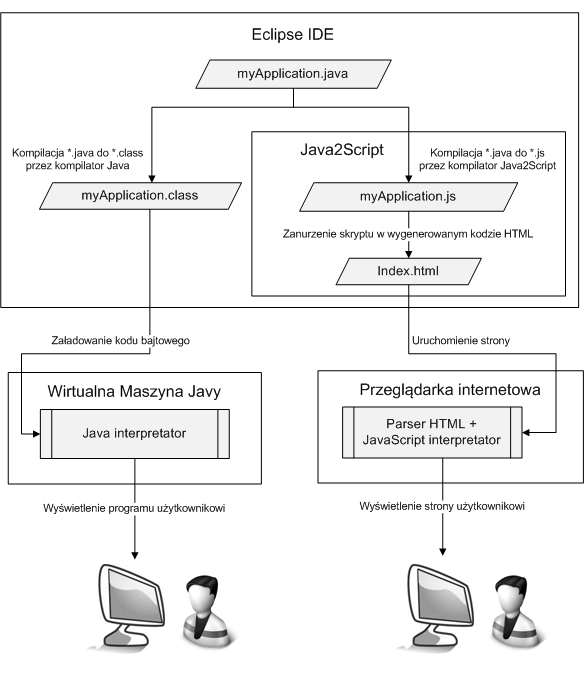 Eclipse IDE
myApplication.java
Kompilacja *.java do *.class
przez kompilator Java
myApplication.class
Java2Script
Kompilacja *.java do *.js
przez kompilator Java2Script
myApplication.js
Zanurzenie skryptu w wygenerowanym kodzie HTML
Index.html
Załadowanie kodu bajtowego
Uruchomienie strony
Wirtualna Maszyna Javy
Java interpretator
Przeglądarka internetowa
Parser HTML +
JavaScript interpretator
Wyświetlenie programu użytkownikowi
Wyświetlenie strony użytkownikowi